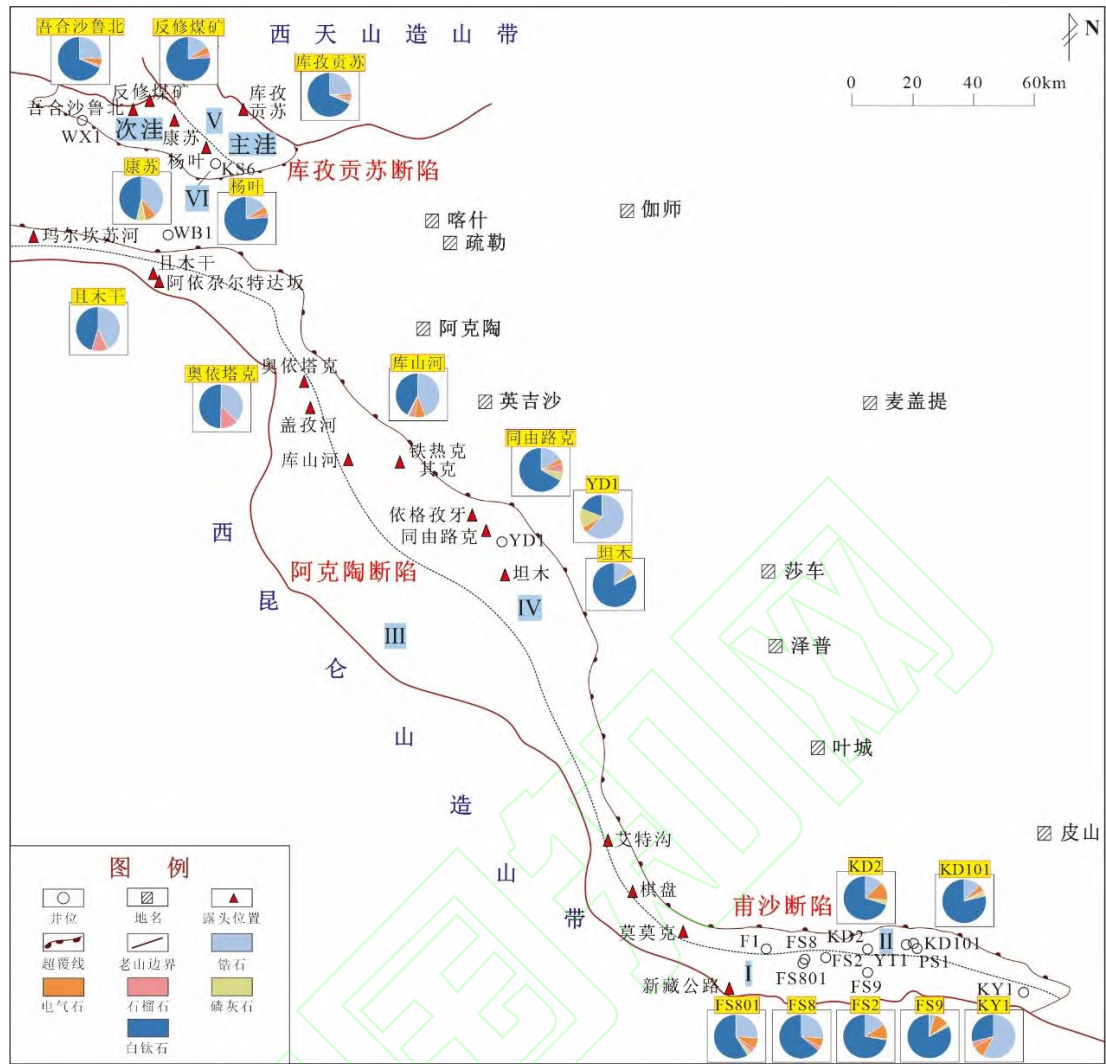 吾合沙鲁北
反修煤矿
西天山造山带
N
库孜贡苏
0 20 40 60km
反修煤矿
吾合沙鲁北
库孜
贡苏
WX1
次洼
V
康苏
主洼
杨叶
KS6
库孜贡苏断陷
康苏
VI
杨叶
喀什
伽师
玛尔坎苏河
WB1
疏勒
且木干
阿依尕尔特达坂
且木干
阿克陶
奥依塔克
奥依塔克
库山河
英吉沙
麦盖提
盖孜河
同由路克
库山河
铁热克
其克
YD1
依格孜牙
同由路克
YD1
西
坦木
阿克陶断陷
坦木
莎车
昆
IV
III
泽普
仑
山
叶城
造
皮山
艾特沟
图 例
山
KD2
KD101
棋盘
井位
地名
露头位置
带
甫沙断陷
莫莫克
F1
FS8
KD2
II
KD101
超覆线
老山边界
锆石
I
FS801
FS2
YT1
PS1
FS9
新藏公路
KY1
电气石
石榴石
磷灰石
FS801
FS8
FS2
FS9
KY1
白钛石